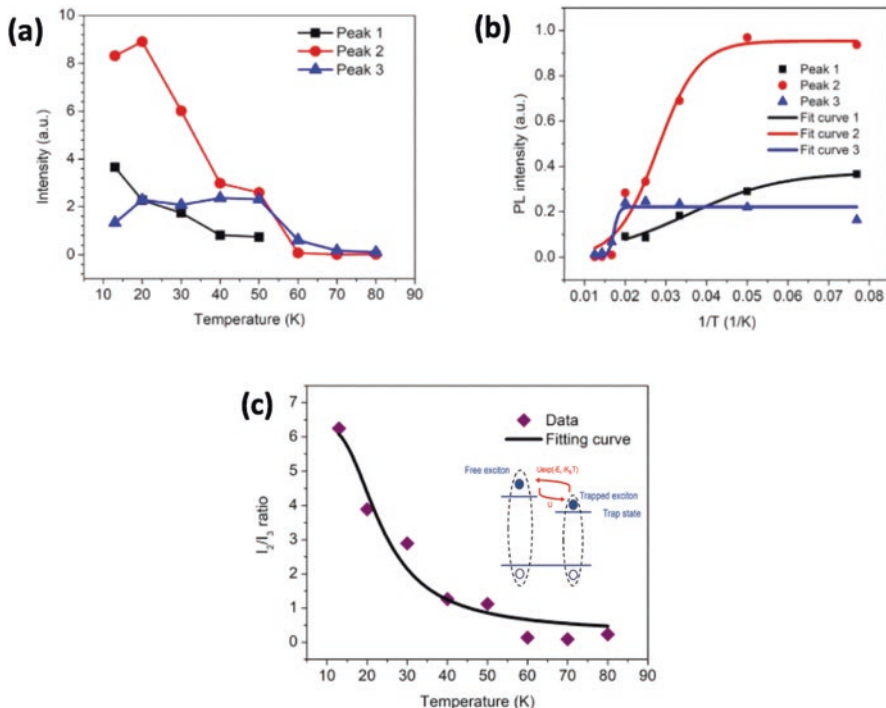 (a)
10
8
6
4
2
0
Intensity (a.u.)
Peak 1
Peak 2
Peak 3
10 20 30 40 50 60 70 80 90
Temperature (K)
(b)
1.0
0.8
0.6
0.4
0.2
0.0
PL intensity (a.u.)
Peak 1
Peak 2
Peak 3
Fit curve 1
Fit curve 2
Fit curve 3
0.01 0.02 0.03 0.04 0.05 0.06 0.07 0.08
1/T (1/K)
(c)
7
6
5
4
3
2
1
0
I₂/I₃ ratio
Data
Fitting curve
Free exciton
U
Trapped exciton
Trap state
10 20 30 40 50 60 70 80 90
Temperature (K)